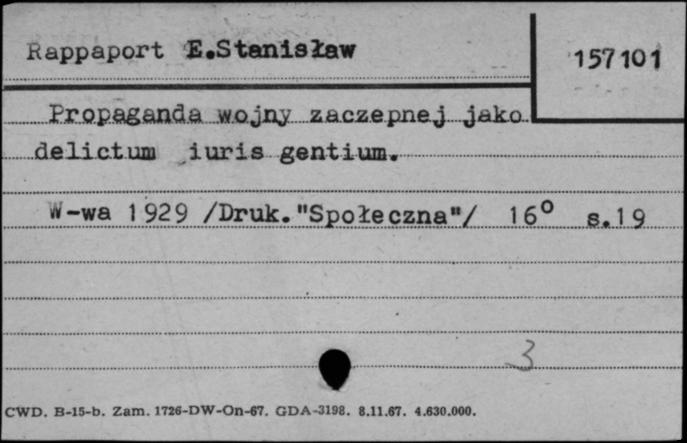 Rappaport E.Stanisław
157101
Propaganda wojny zaczepnej jako
delictum iuris gentium.
W-wa 1929 /Druk."Społeczna"/ 16° s.19
3
CWD. B-15-b. Zam. 1726-DW-On-67. GDA-3198. 8.11.67. 4.630.000.